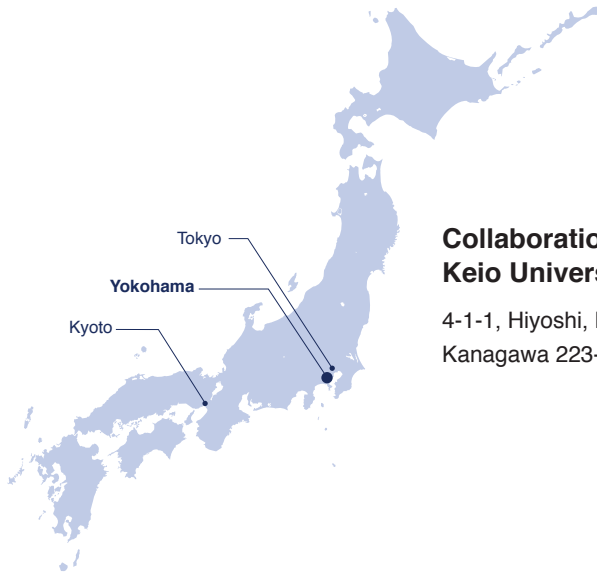 Tokyo
Yokohama
Kyoto
Collaboratio
Keio Univers
4-1-1, Hiyoshi,
Kanagawa 223-